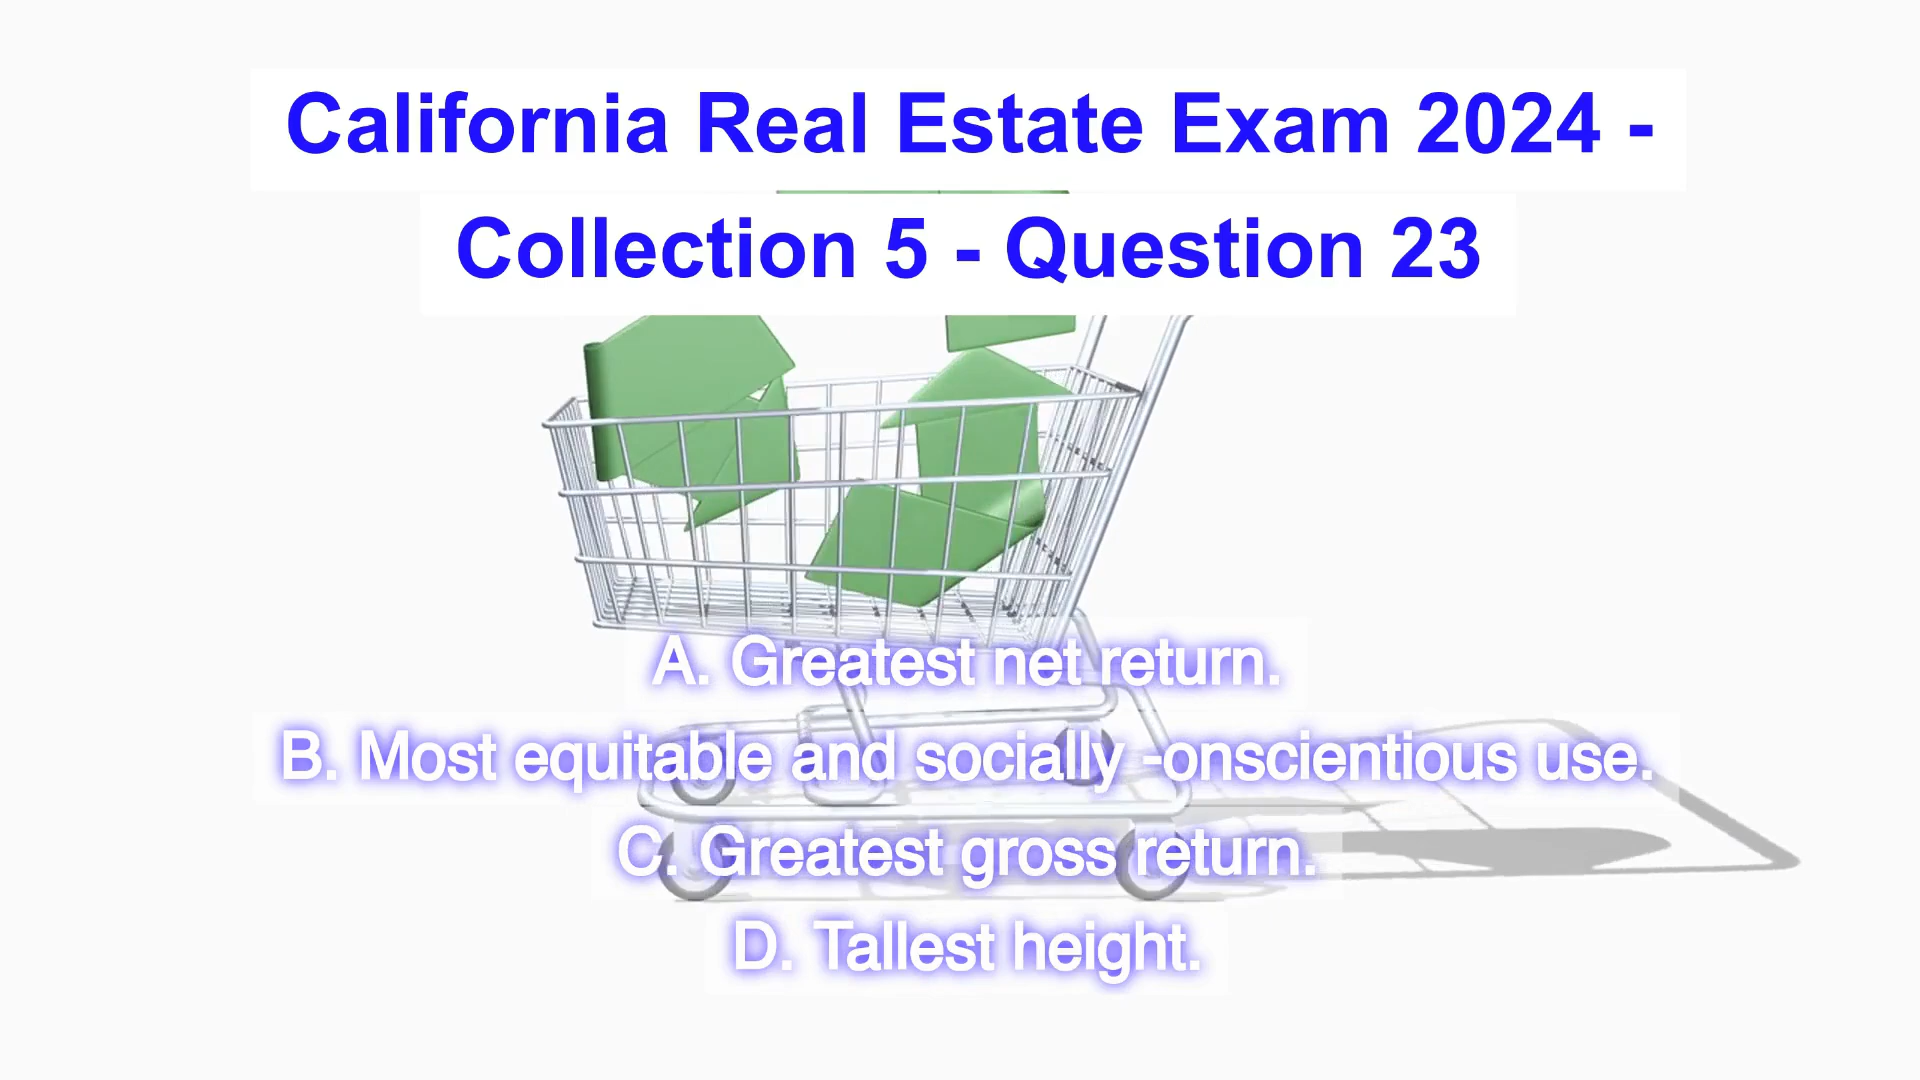 California Real Estate Exam 2024 -
Collection 5 - Question 23
A. Greatest net return.
B. Most equitable and socially -onscientious use.
C. Greatest gross return.
D. Tallest height.